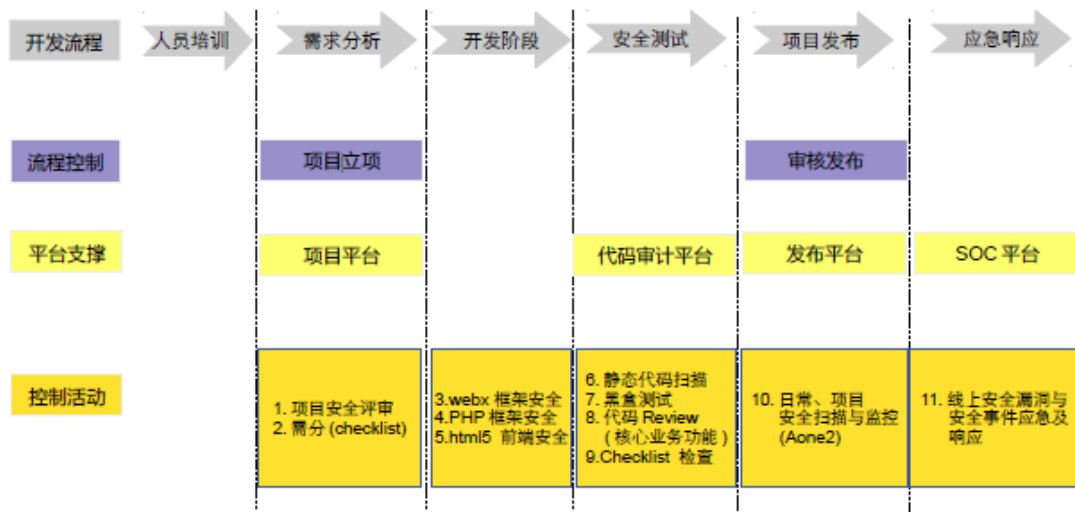 开发流程 人员培训 需求分析 开发阶段 安全测试 项目发布 应急响应
流程控制 项目立项 审核发布
平台支撑 项目平台 代码审计平台 发布平台 SOC 平台
控制活动
1. 项目安全评审
2. 需分 (checklist)
3.webx 框架安全
4.PHP 框架安全
5.html5 前端安全
6. 静态代码扫描
7. 黑盒测试
8. 代码 Review
( 核心业务功能 )
9.Checklist 检查
10. 日常、项目
安全扫描与监控
(Aone2)
11. 线上安全漏洞与
安全事件应急及
响应